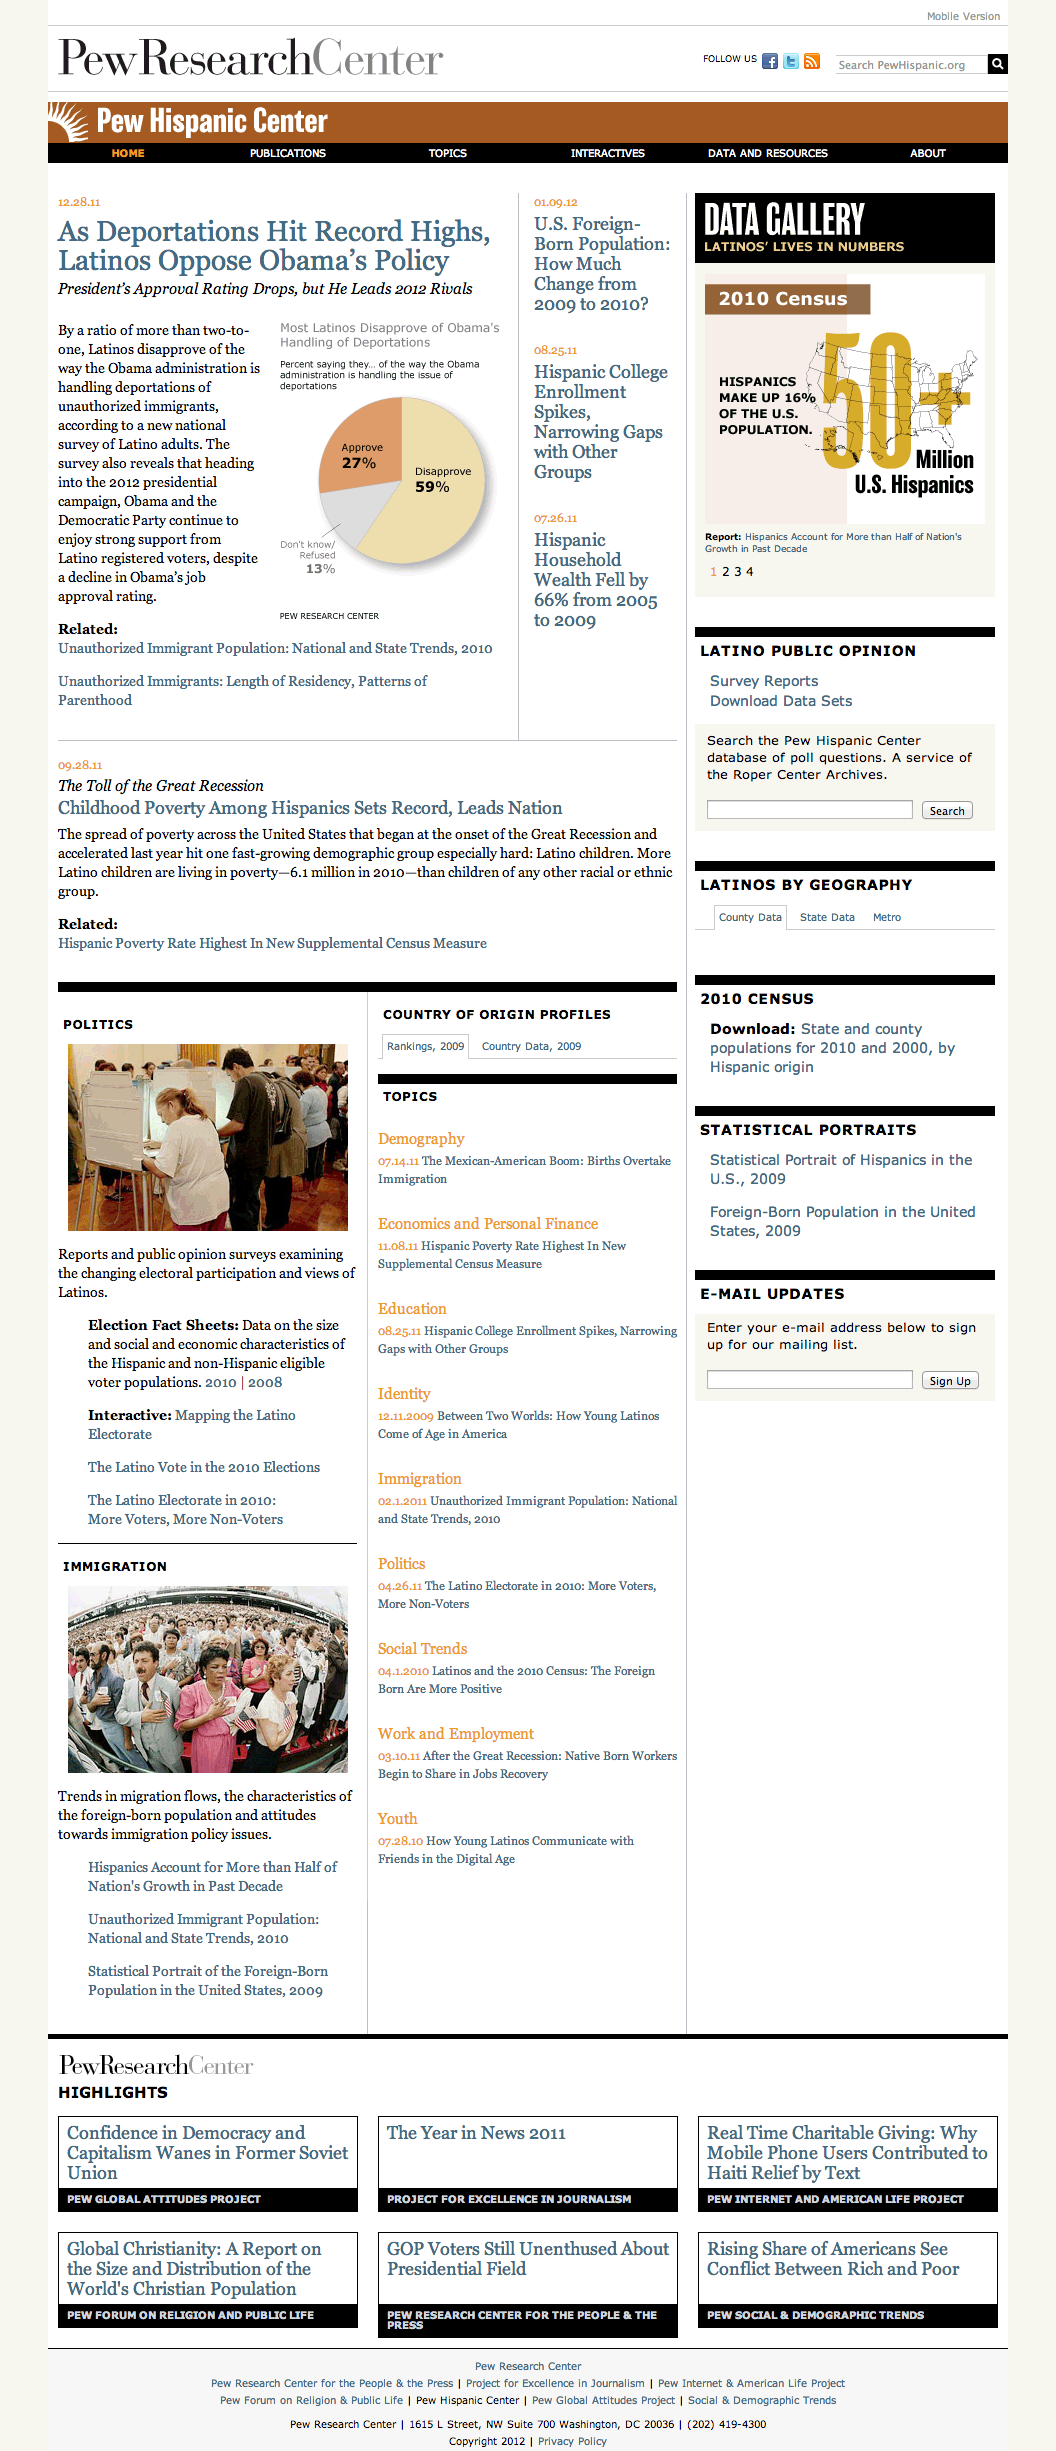 Mobile Version
PewResearchCenter
FOLLOW US
Search PewHispanic.org
Pew Hispanic Center
HOME
PUBLICATIONS
TOPICS
INTERACTIVES
DATA AND RESOURCES
ABOUT
12.28.11
As Deportations Hit Record Highs,
Latinos Oppose Obama's Policy
President's Approval Rating Drops, but He Leads 2012 Rivals
By a ratio of more than two-to-
one, Latinos disapprove of the
way the Obama administration is
handling deportations of
unauthorized immigrants,
according to a new national
survey of Latino adults. The
survey also reveals that heading
into the 2012 presidential
campaign, Obama and the
Democratic Party continue to
enjoy strong support from
Latino registered voters, despite
a decline in Obama's job
approval rating.
Most Latinos Disapprove of Obama's
Handling of Deportations
Percent saying they... of the way the Obama
administration is handling the issue of
deportations
Approve
27%
Disapprove
59%
Don't know/
Refused
13%
PEW RESEARCH CENTER
Related:
Unauthorized Immigrant Population: National and State Trends, 2010
Unauthorized Immigrants: Length of Residency, Patterns of
Parenthood
01.09.12
U.S. Foreign-
Born Population:
How Much
Change from
2009 to 2010?
08.25.11
Hispanic College
Enrollment
Spikes,
Narrowing Gaps
with Other
Groups
07.26.11
Hispanic
Household
Wealth Fell by
66% from 2005
to 2009
09.28.11
The Toll of the Great Recession
Childhood Poverty Among Hispanics Sets Record, Leads Nation
The spread of poverty across the United States that began at the onset of the Great Recession and
accelerated last year hit one fast-growing demographic group especially hard: Latino children. More
Latino children are living in poverty—6.1 million in 2010—than children of any other racial or ethnic
group.
Related:
Hispanic Poverty Rate Highest In New Supplemental Census Measure
POLITICS
Reports and public opinion surveys examining
the changing electoral participation and views of
Latinos.
Election Fact Sheets: Data on the size
and social and economic characteristics of
the Hispanic and non-Hispanic eligible
voter populations. 2010 | 2008
Interactive: Mapping the Latino
Electorate
The Latino Vote in the 2010 Elections
The Latino Electorate in 2010:
More Voters, More Non-Voters
IMMIGRATION
Trends in migration flows, the characteristics of
the foreign-born population and attitudes
towards immigration policy issues.
Hispanics Account for More than Half of
Nation's Growth in Past Decade
Unauthorized Immigrant Population:
National and State Trends, 2010
Statistical Portrait of the Foreign-Born
Population in the United States, 2009
COUNTRY OF ORIGIN PROFILES
Rankings, 2009
Country Data, 2009
TOPICS
Demography
07.14.11 The Mexican-American Boom: Births Overtake
Immigration
Economics and Personal Finance
11.08.11 Hispanic Poverty Rate Highest In New
Supplemental Census Measure
Education
08.25.11 Hispanic College Enrollment Spikes, Narrowing
Gaps with Other Groups
Identity
12.11.2009 Between Two Worlds: How Young Latinos
Come of Age in America
Immigration
02.1.2011 Unauthorized Immigrant Population: National
and State Trends, 2010
Politics
04.26.11 The Latino Electorate in 2010: More Voters,
More Non-Voters
Social Trends
04.1.2010 Latinos and the 2010 Census: The Foreign
Born Are More Positive
Work and Employment
03.10.11 After the Great Recession: Native Born Workers
Begin to Share in Jobs Recovery
Youth
07.28.10 How Young Latinos Communicate with
Friends in the Digital Age
DATA GALLERY
LATINOS' LIVES IN NUMBERS
2010 Census
HISPANICS
MAKE UP 16%
OF THE U.S.
POPULATION.
50+
Million
U.S. Hispanics
Report: Hispanics Account for More than Half of Nation's
Growth in Past Decade
1 2 3 4
LATINO PUBLIC OPINION
Survey Reports
Download Data Sets
Search the Pew Hispanic Center
database of poll questions. A service of
the Roper Center Archives.
Search
LATINOS BY GEOGRAPHY
County Data
State Data
Metro
2010 CENSUS
Download: State and county
populations for 2010 and 2000, by
Hispanic origin
STATISTICAL PORTRAITS
Statistical Portrait of Hispanics in the
U.S., 2009
Foreign-Born Population in the United
States, 2009
E-MAIL UPDATES
Enter your e-mail address below to sign
up for our mailing list.
Sign Up
PewResearchCenter
HIGHLIGHTS
Confidence in Democracy and
Capitalism Wanes in Former Soviet
Union
PEW GLOBAL ATTITUDES PROJECT
The Year in News 2011
PROJECT FOR EXCELLENCE IN JOURNALISM
Real Time Charitable Giving: Why
Mobile Phone Users Contributed to
Haiti Relief by Text
PEW INTERNET AND AMERICAN LIFE PROJECT
Global Christianity: A Report on
the Size and Distribution of the
World's Christian Population
PEW FORUM ON RELIGION AND PUBLIC LIFE
GOP Voters Still Unenthused About
Presidential Field
PEW RESEARCH CENTER FOR THE PEOPLE & THE
PRESS
Rising Share of Americans See
Conflict Between Rich and Poor
PEW SOCIAL & DEMOGRAPHIC TRENDS
Pew Research Center
Pew Research Center for the People & the Press | Project for Excellence in Journalism | Pew Internet & American Life Project
Pew Forum on Religion & Public Life | Pew Hispanic Center | Pew Global Attitudes Project | Social & Demographic Trends
Pew Research Center | 1615 L Street, NW Suite 700 Washington, DC 20036 | (202) 419-4300
Copyright 2012 | Privacy Policy